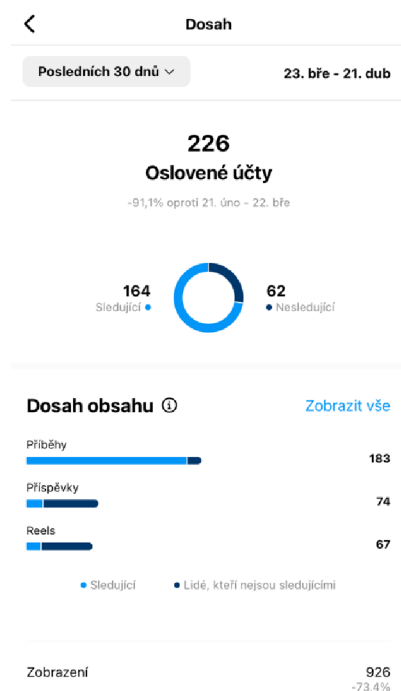 Dosah
Posledních 30 dnů
23. bře - 21. dub
226
Oslovené účty
-91,1% oproti 21. úno - 22. bře
164
Sledující
62
Nesledující
Dosah obsahu
Zobrazit vše
Příběhy
183
Příspěvky
74
Reels
67
Sledující
Lidé, kteří nejsou sledujícími
Zobrazení
926
-73.4%